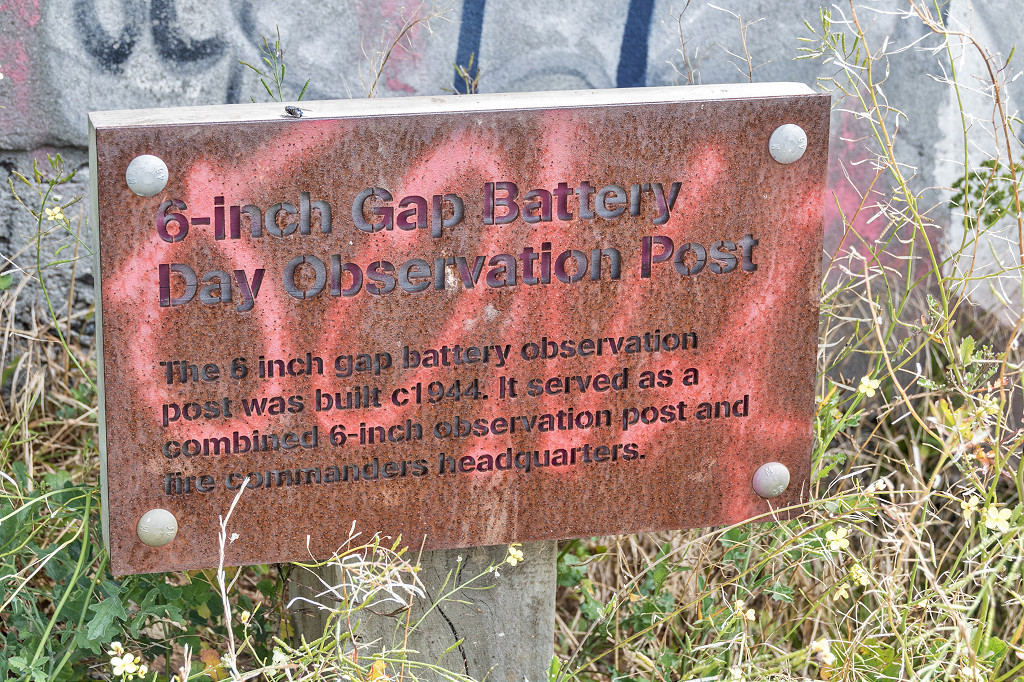 6-inch Gap Battery
Day Observation Post
The 6 inch gap battery observation
post was built c1944. It served as a
combined 6-inch observation post and
fire commanders headquarters.